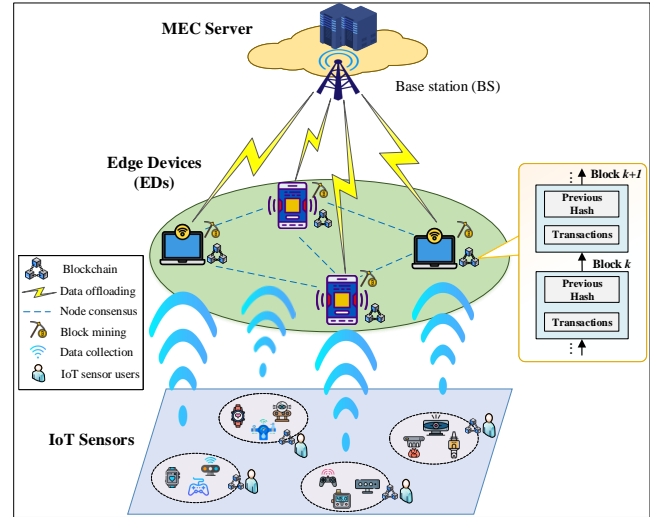 MEC Server
Base station (BS)
Edge Devices
(EDs)
Block k+1
Previous
Hash
Transactions
Block k
Previous
Hash
Transactions
Blockchain
Data offloading
Node consensus
Block mining
Data collection
IoT sensor users
IoT Sensors